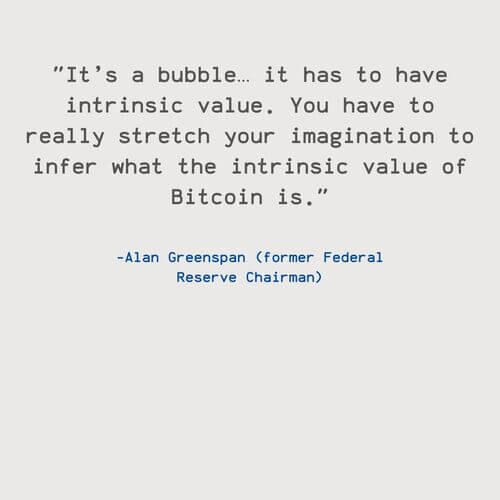 "It’s a bubble… it has to have
intrinsic value. You have to
really stretch your imagination to
infer what the intrinsic value of
Bitcoin is."
-Alan Greenspan (former Federal
Reserve Chairman)